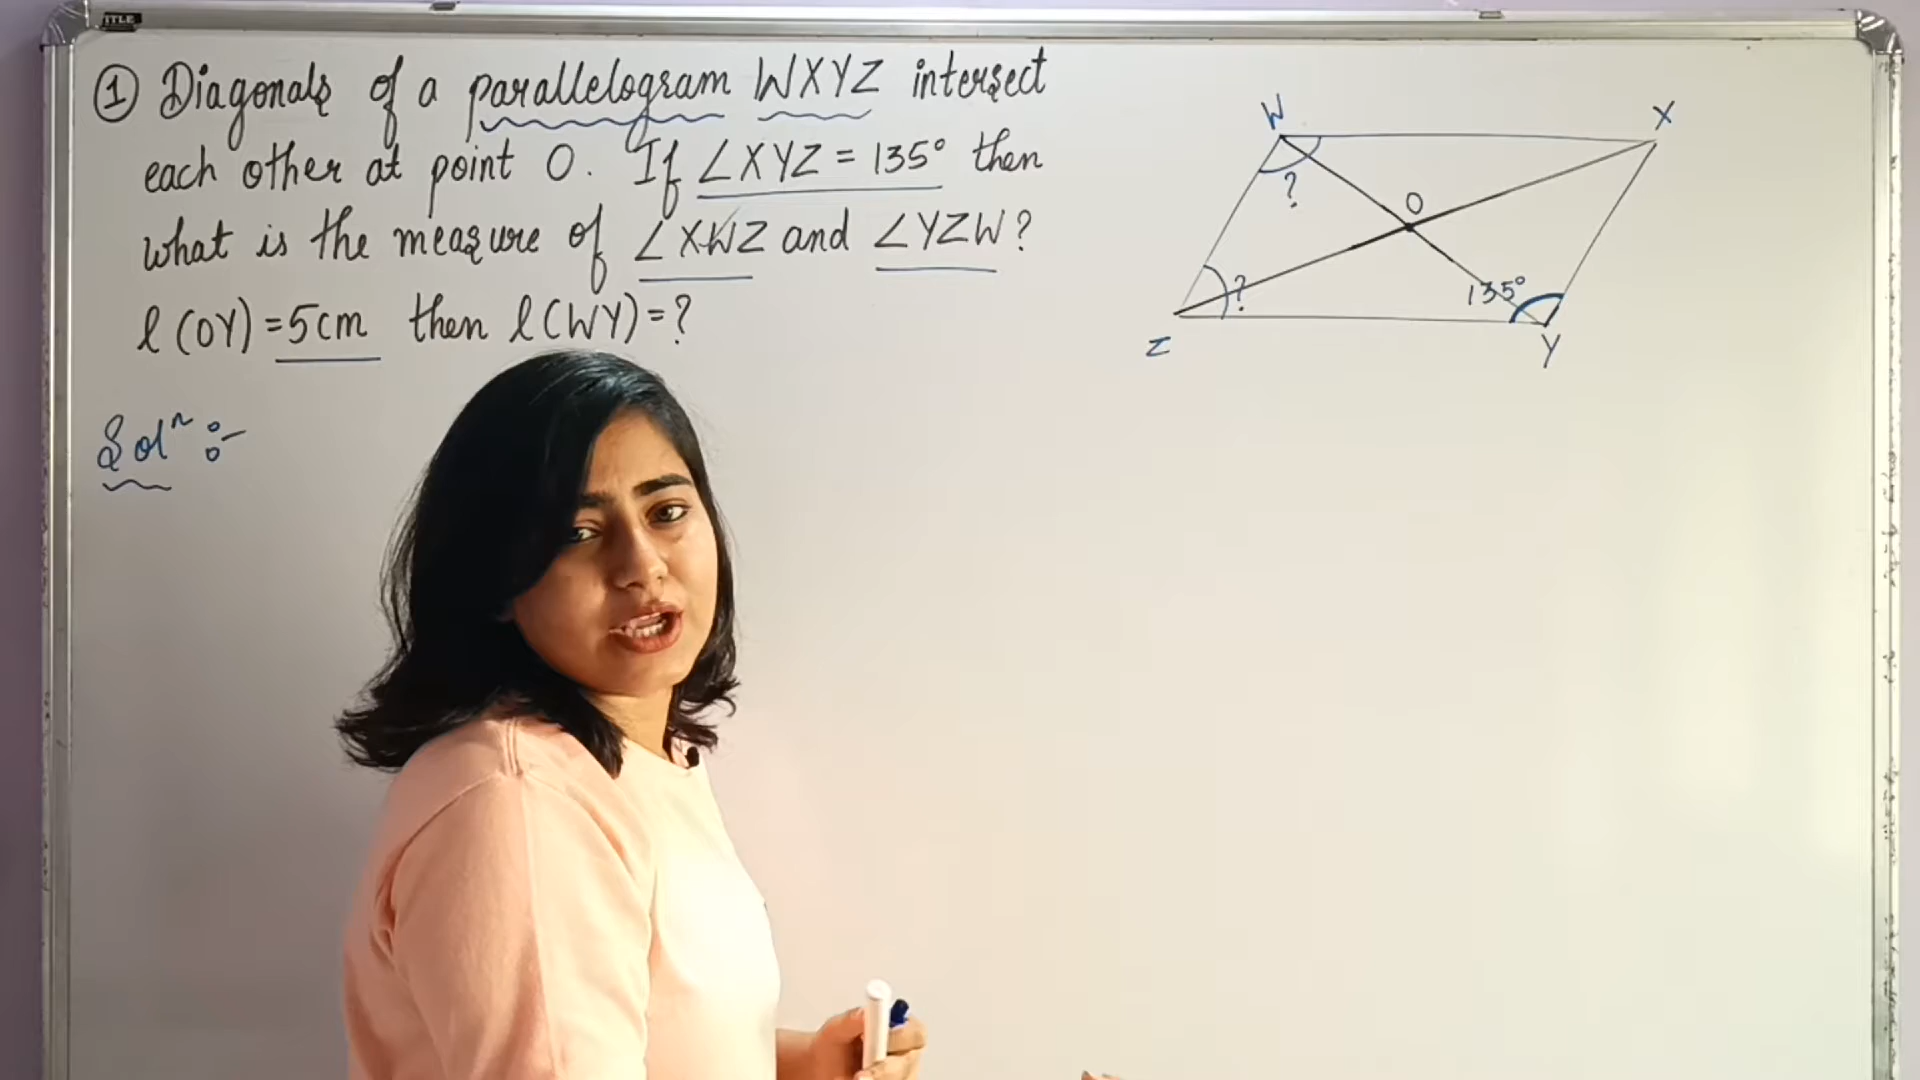 ① Diagonals of a parallelogram WXYZ intersect
each other at point O. If ∠XYZ = 135° then
what is the measure of ∠XWZ and ∠YZW?
l(OY) = 5cm then l(WY) = ?
Solⁿ :-
W
X
?
O
?
135°
Z
Y